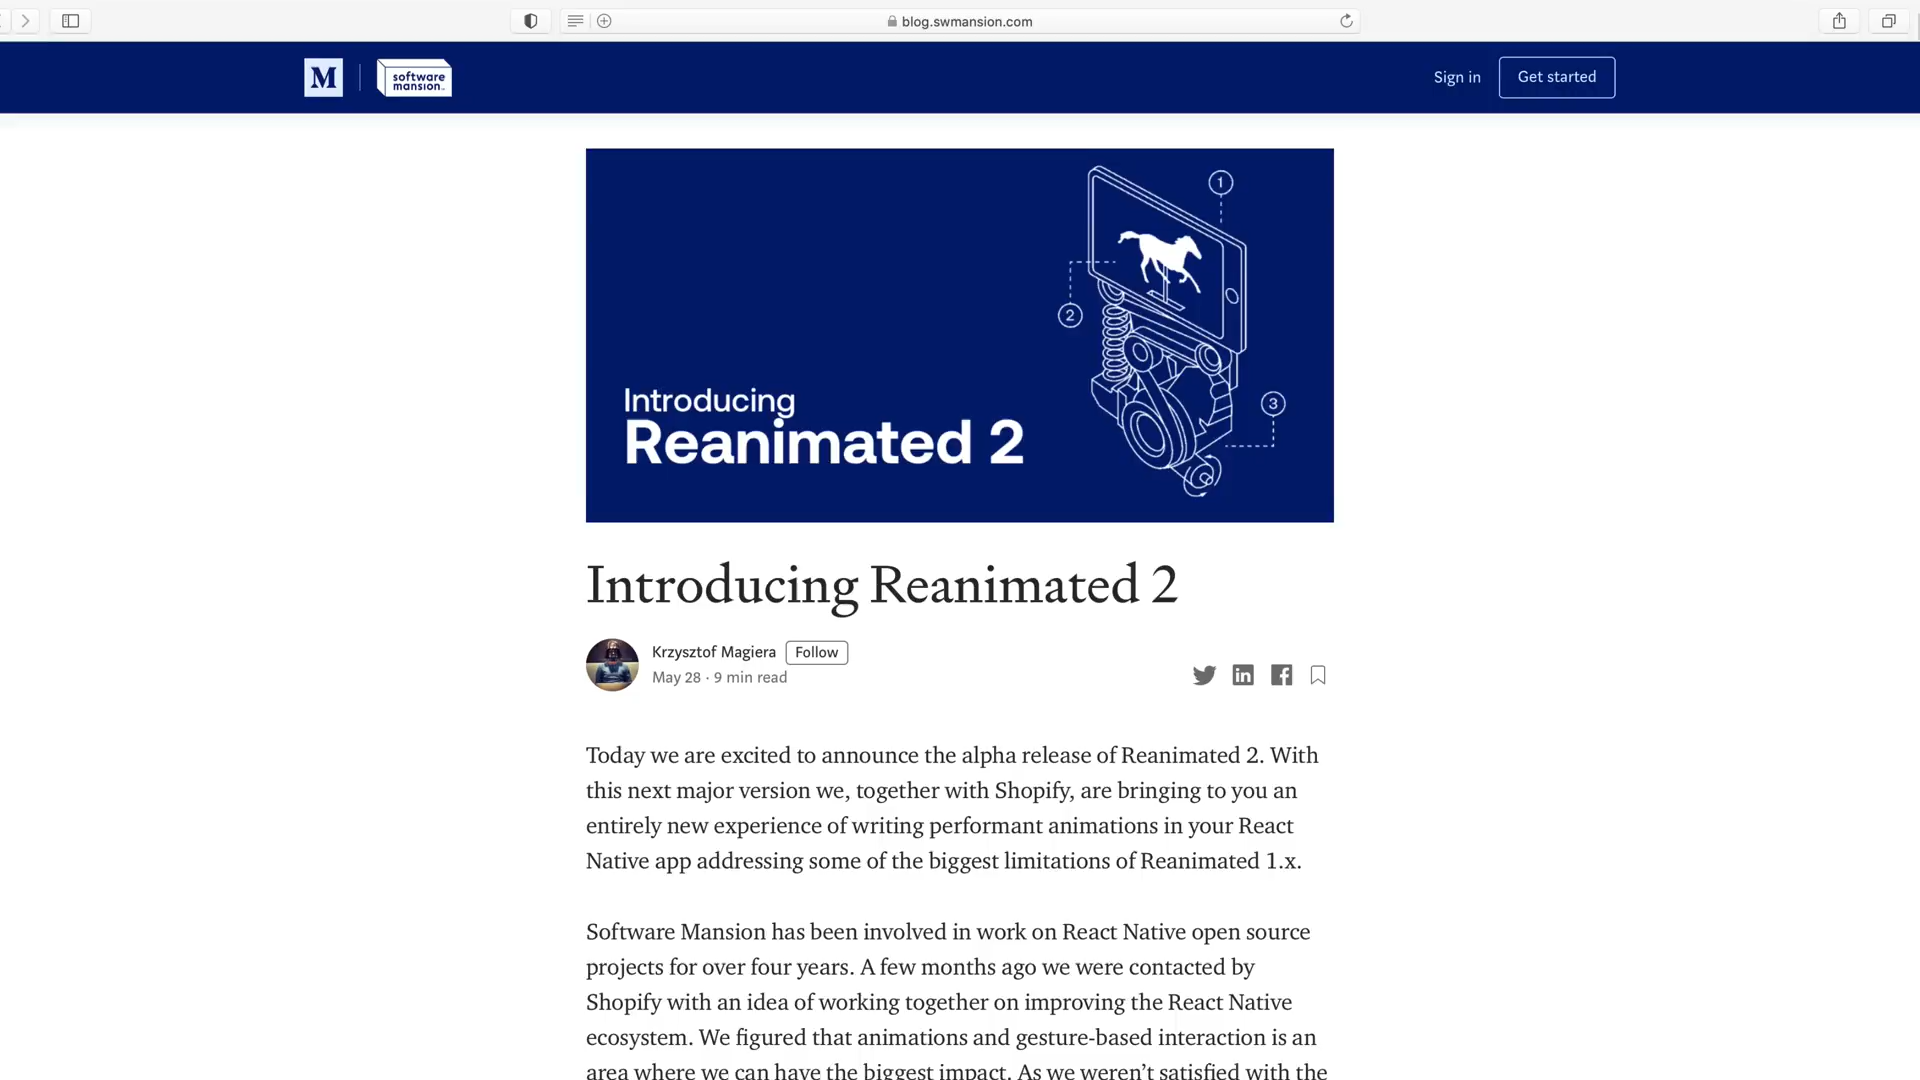 blog.swmansion.com
M
software
mansion
Sign in
Get started
1
2
3
Introducing
Reanimated 2
Introducing Reanimated 2
Krzysztof Magiera
Follow
May 28 · 9 min read
Today we are excited to announce the alpha release of Reanimated 2. With
this next major version we, together with Shopify, are bringing to you an
entirely new experience of writing performant animations in your React
Native app addressing some of the biggest limitations of Reanimated 1.x.
Software Mansion has been involved in work on React Native open source
projects for over four years. A few months ago we were contacted by
Shopify with an idea of working together on improving the React Native
ecosystem. We figured that animations and gesture-based interaction is an
area where we can have the biggest impact. As we weren’t satisfied with the